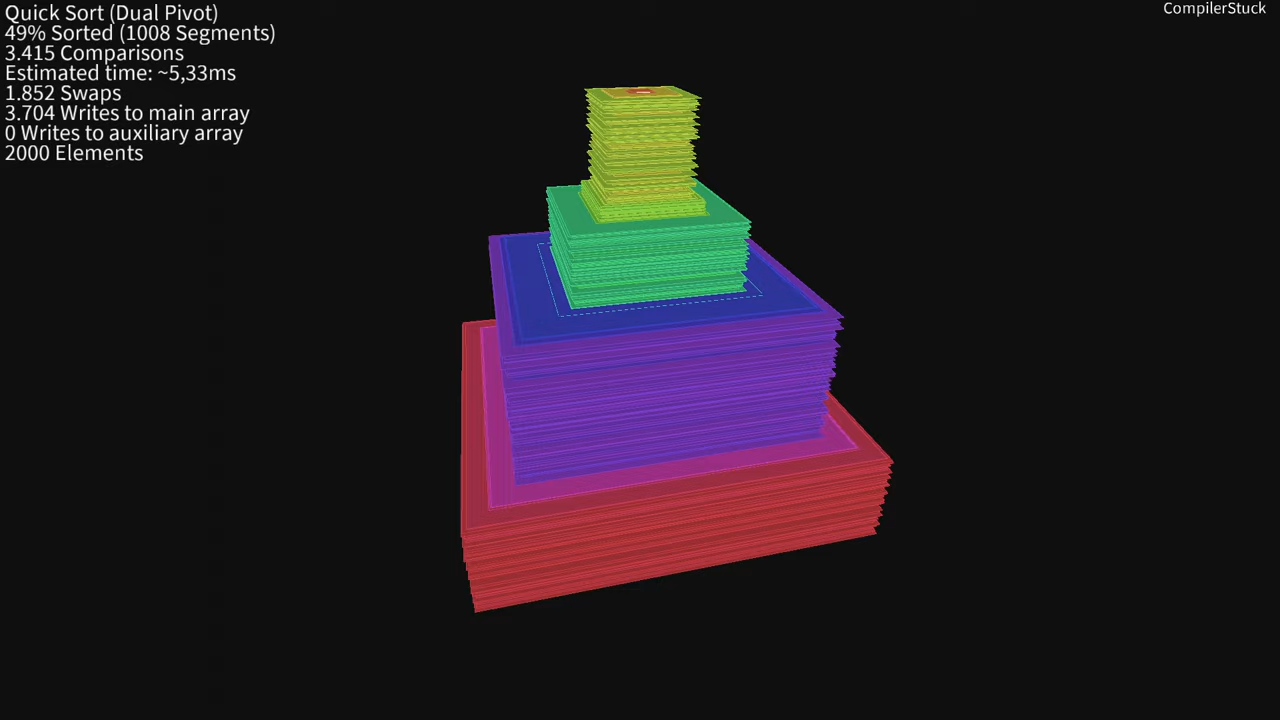 Quick Sort (Dual Pivot)
CompilerStuck
49% Sorted (1008 Segments)
3.415 Comparisons
Estimated time: ~5,33ms
1.852 Swaps
3.704 Writes to main array
0 Writes to auxiliary array
2000 Elements